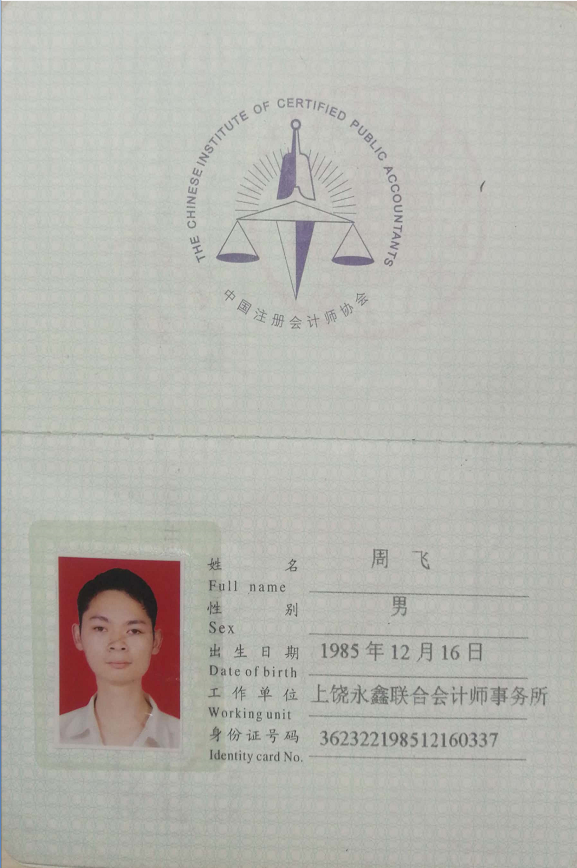 THE CHINESE INSTITUTE OF CERTIFIED PUBLIC ACCOUNTANTS
中国注册会计师协会
姓名 周飞
Full name
性别 男
Sex
出生日期 1985年12月16日
Date of birth
工作单位 上饶永鑫联合会计师事务所
Working unit
身份证号码 362322198512160337
Identity card No.